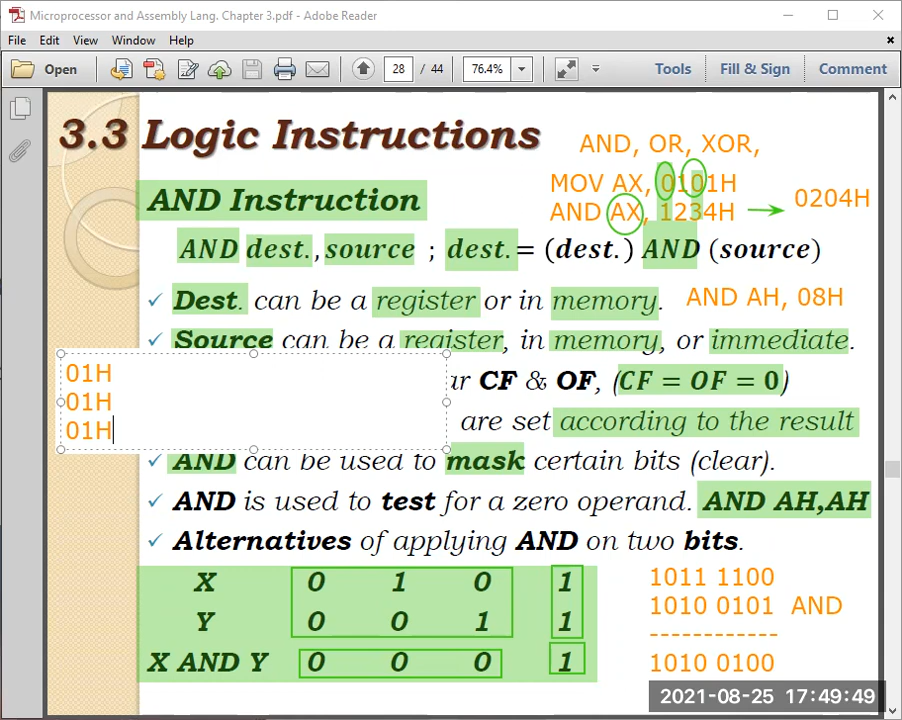 Microprocessor and Assembly Lang. Chapter 3.pdf - Adobe Reader
File Edit View Window Help
Open 28 / 44 76.4% Tools Fill & Sign Comment
3.3 Logic Instructions
AND, OR, XOR,
MOV AX, 0101H
AND AX, 1234H
0204H
AND Instruction
AND dest., source ; dest. = (dest.) AND (source)
✓ Dest. can be a register or in memory. AND AH, 08H
✓ Source can be a register, in memory, or immediate.
01H
01H
01H
ar CF & OF, (CF = OF = 0)
are set according to the result
✓ AND can be used to mask certain bits (clear).
✓ AND is used to test for a zero operand. AND AH,AH
✓ Alternatives of applying AND on two bits.
X 0 1 0 1
Y 0 0 1 1
X AND Y 0 0 0 1
1011 1100
1010 0101 AND
------------
1010 0100
2021-08-25 17:49:49